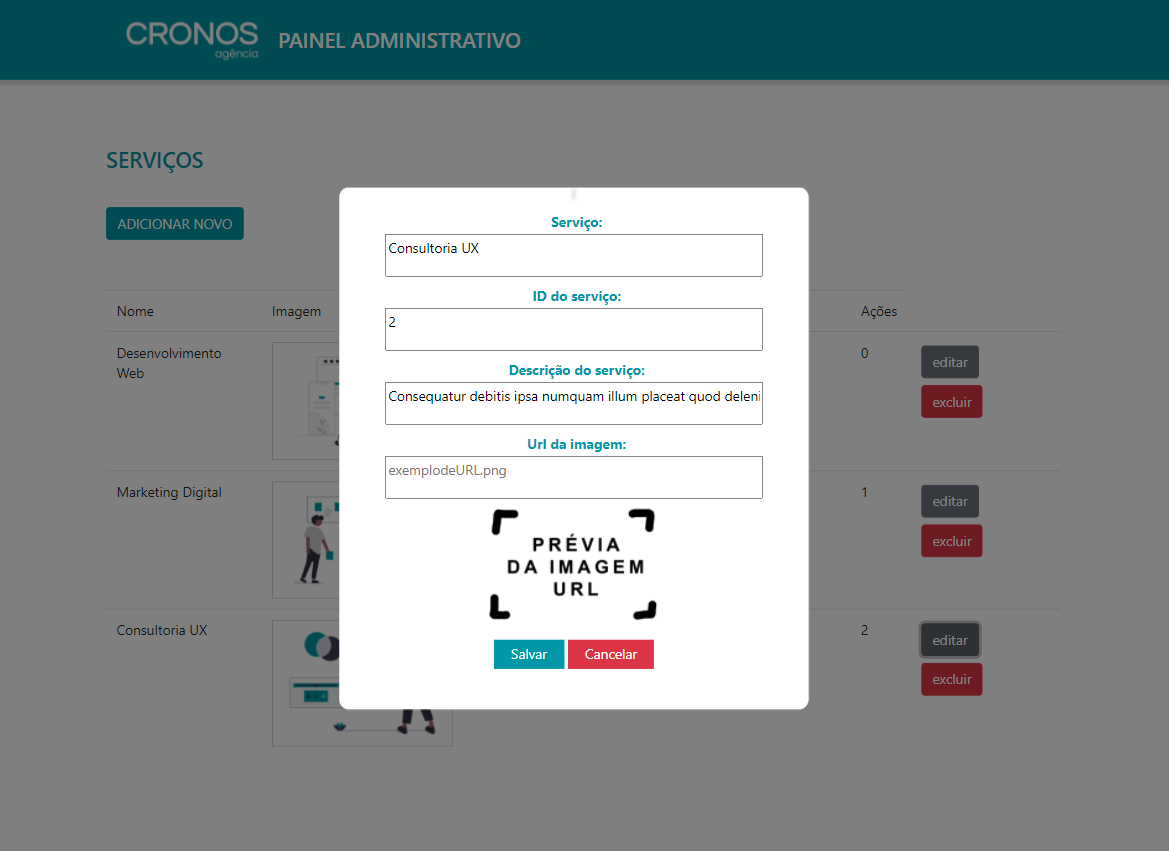 CRONOS
agência
PAINEL ADMINISTRATIVO
SERVIÇOS
ADICIONAR NOVO
Nome
Imagem
Ações
Desenvolvimento
Web
0
editar
excluir
Marketing Digital
1
editar
excluir
Consultoria UX
2
editar
excluir
Serviço:
Consultoria UX
ID do serviço:
2
Descrição do serviço:
Consequatur debitis ipsa numquam illum placeat quod deleni
Url da imagem:
exemplodeURL.png
PRÉVIA
DA IMAGEM
URL
Salvar
Cancelar